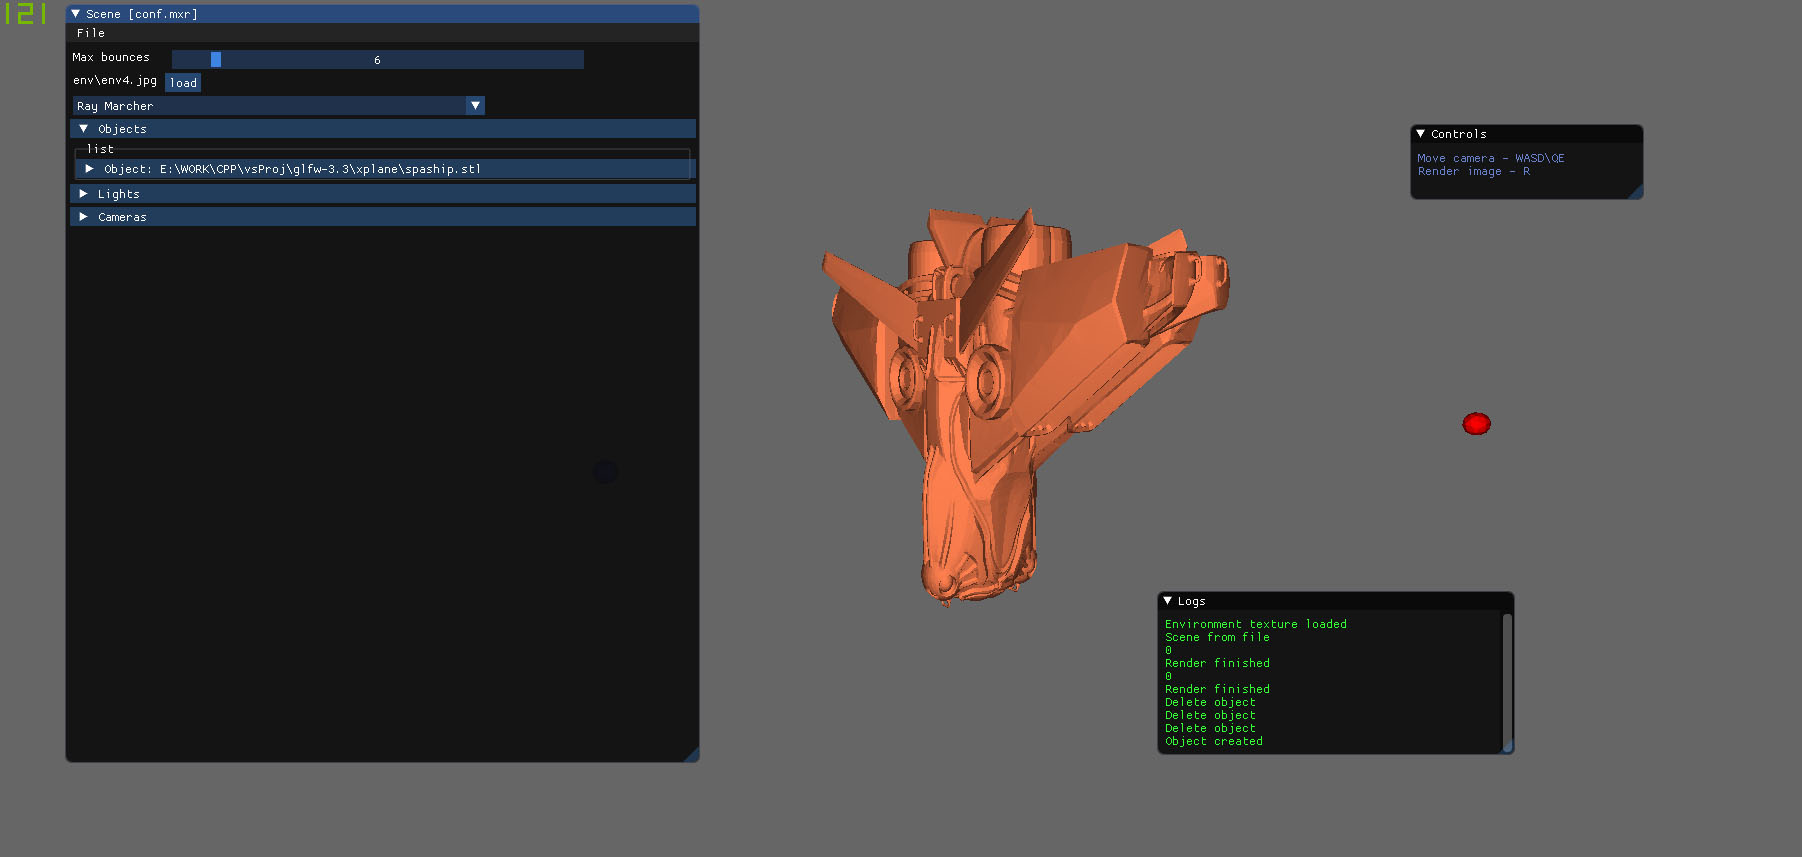 121
Scene [conf.mxr]
File
Max bounces 6
env\env4.jpg load
Ray Marcher
Objects
list
Object: E:\WORK\CPP\vsProj\glfw-3.3\xplane\spaship.stl
Lights
Cameras
Controls
Move camera - WASD\QE
Render image - R
Logs
Environment texture loaded
Scene from file
0
Render finished
0
Render finished
Delete object
Delete object
Delete object
Object created